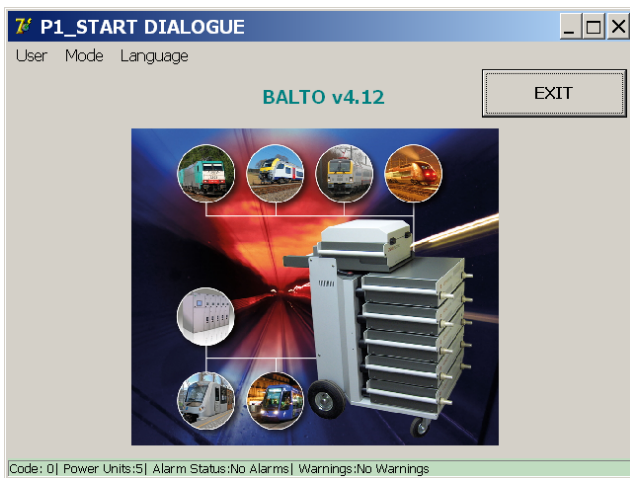 P1_START DIALOGUE
User Mode Language
BALTO v4.12
EXIT
Code: 0| Power Units:5| Alarm Status:No Alarms| Warnings:No Warnings